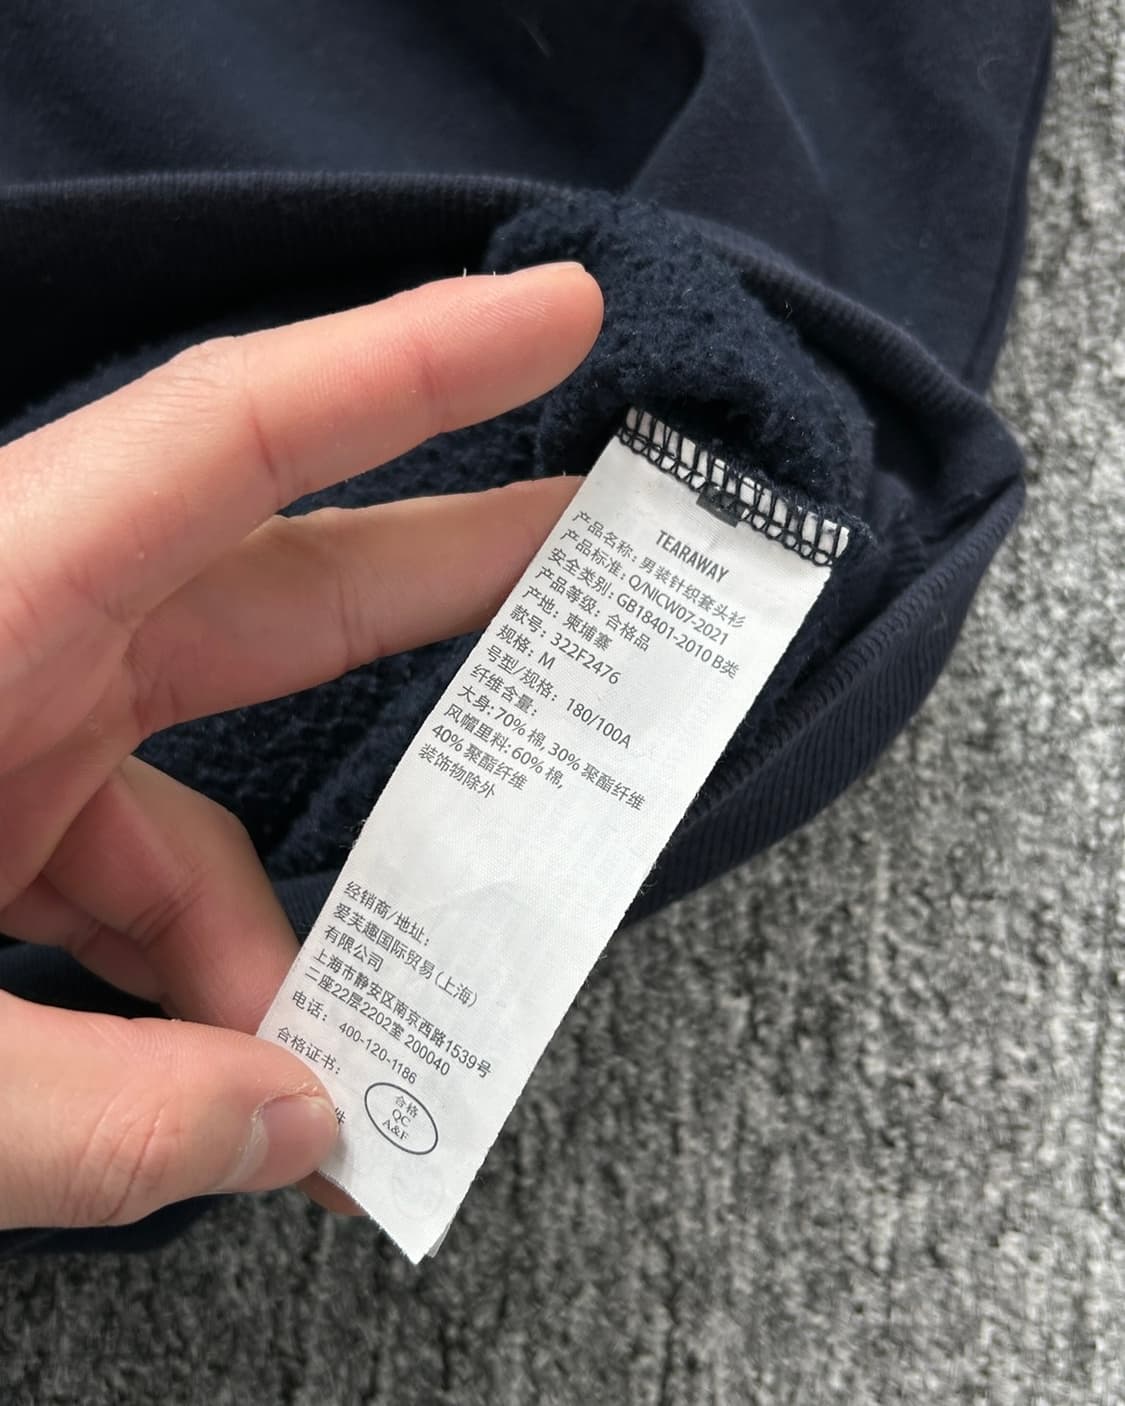 TEARAWAY
产品名称: 男装针织套头衫
产品标准: Q/NICW07-2021
安全类别: GB18401-2010 B类
产品等级: 合格品
产地: 柬埔寨
款号: 322F2476
规格: M
号型/规格: 180/100A
纤维含量:
大身: 70% 棉, 30% 聚酯纤维
风帽里料: 60% 棉,
40% 聚酯纤维
装饰物除外
经销商/地址:
爱芙趣国际贸易(上海)
有限公司
上海市静安区南京西路1539号
二座22层2202室 200040
电话: 400-120-1186
合格证书:
合格
QC
A&F
件